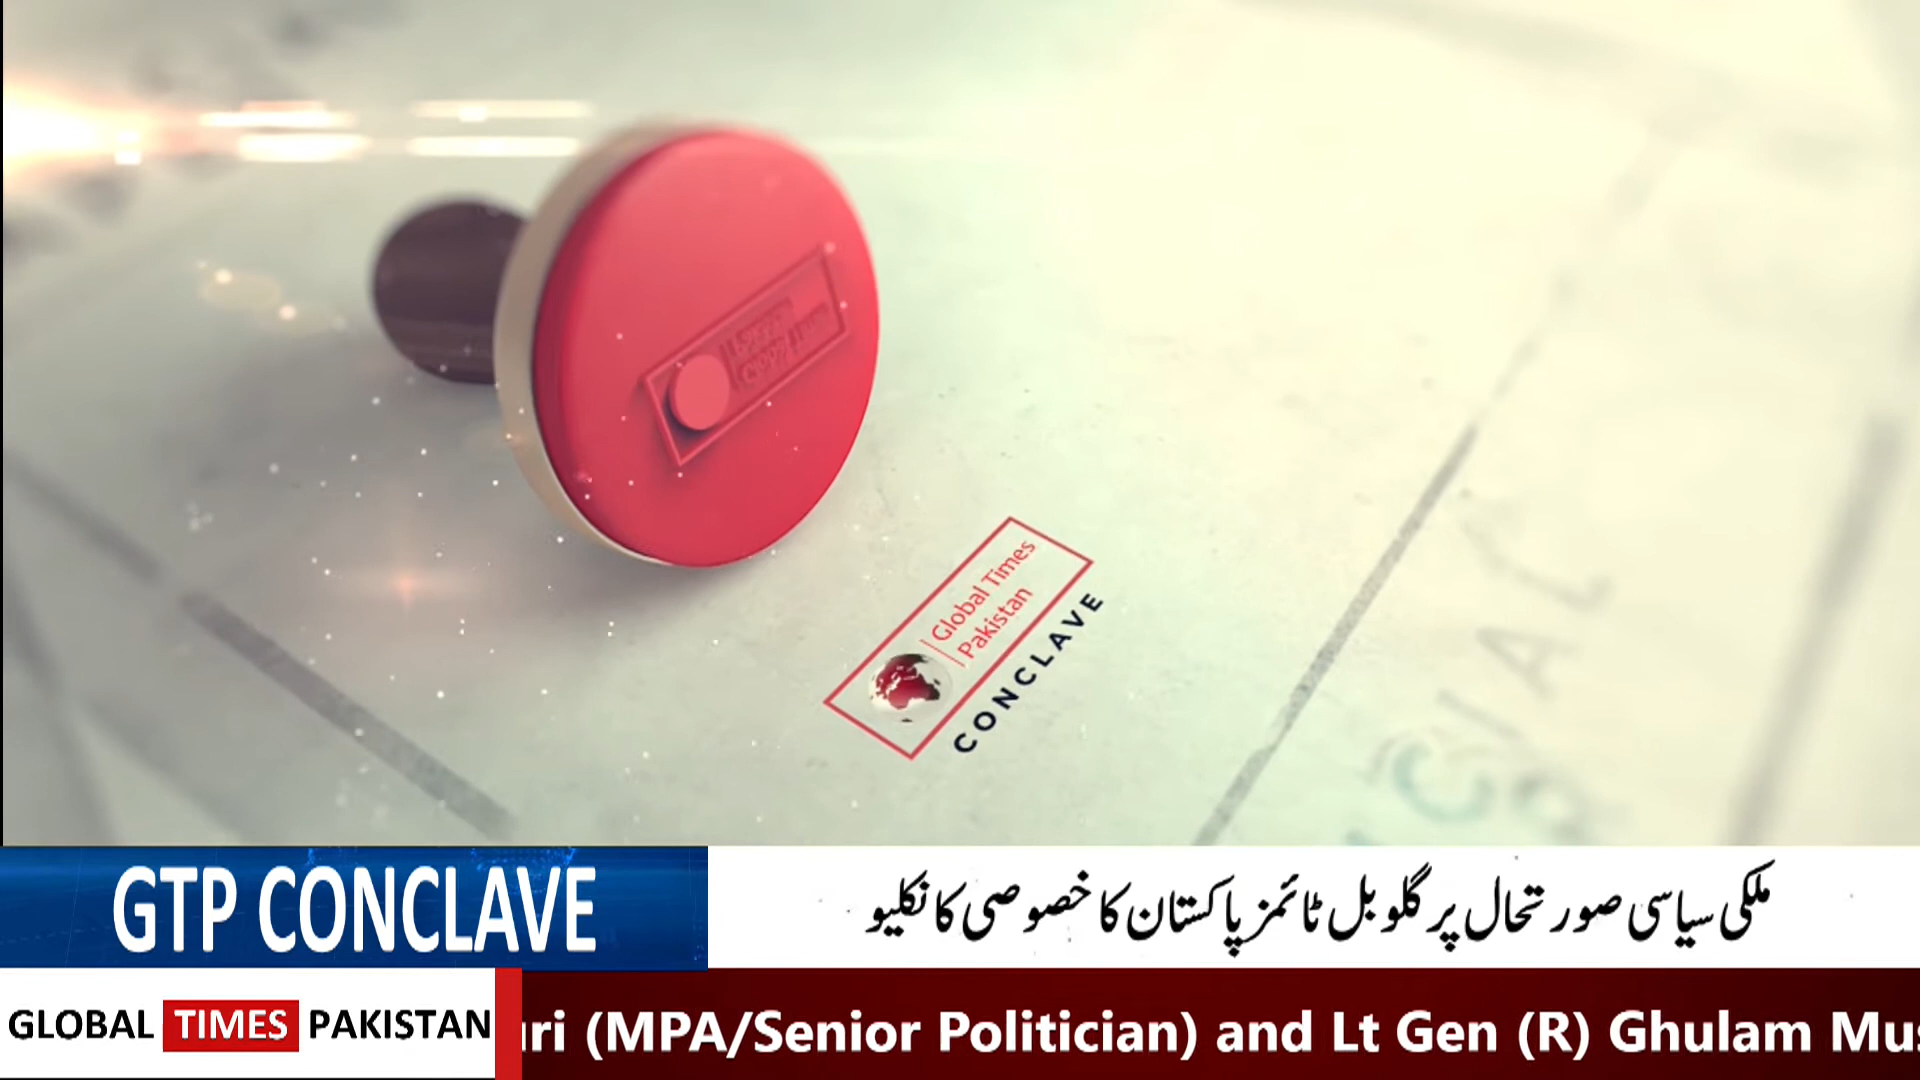 Global Times
Pakistan
CONCLAVE
GTP CONCLAVE
ملکی سیاسی صورتحال پر گلوبل ٹائمز پاکستان کا خصوصی کانکلیو
GLOBAL TIMES PAKISTAN
(MPA/Senior Politician) and Lt Gen (R) Ghulam